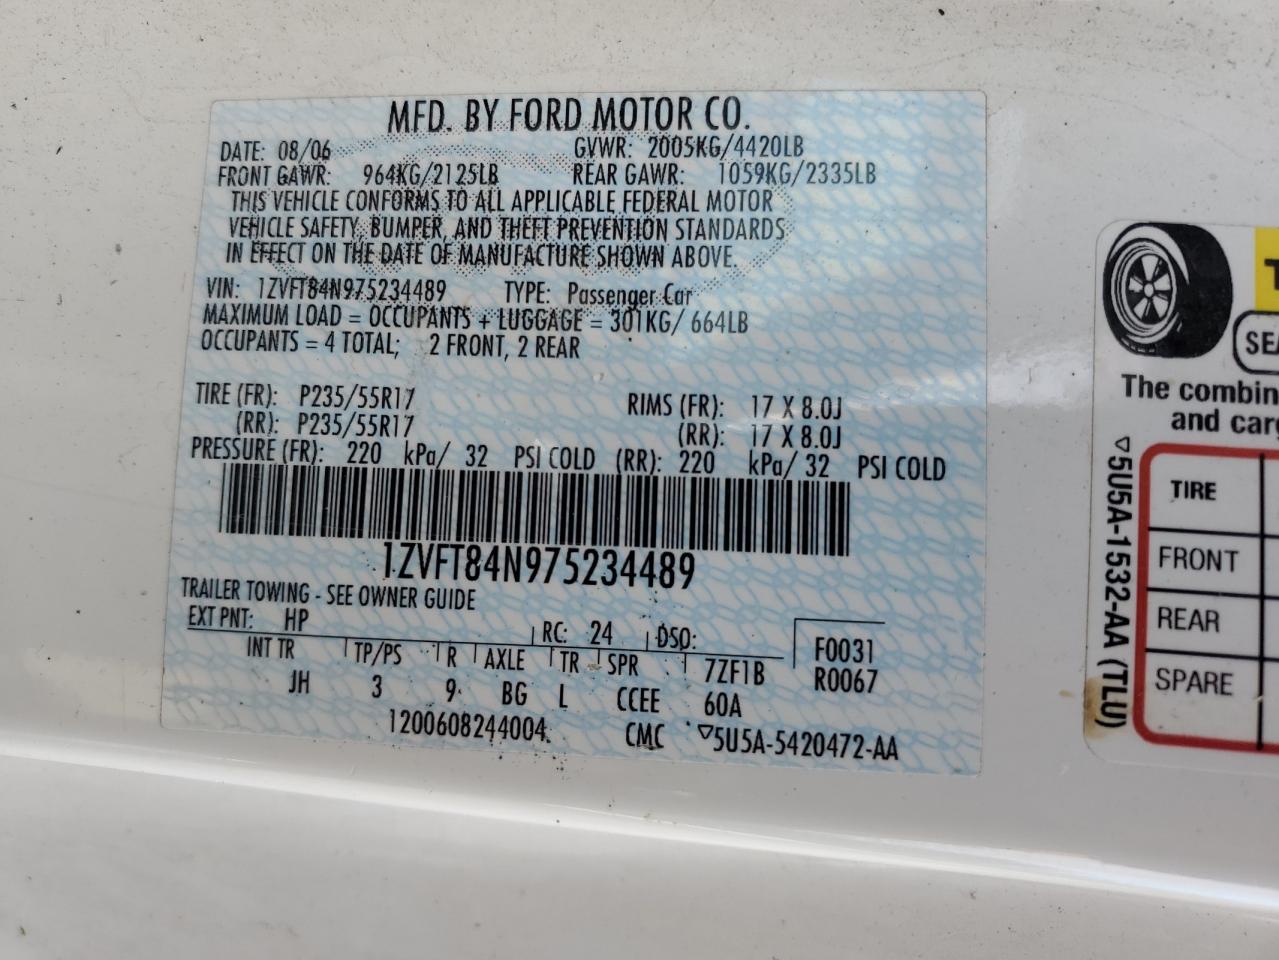 MFD. BY FORD MOTOR CO.
DATE: 08/06 GVWR: 2005KG/4420LB
FRONT GAWR: 964KG/2125LB REAR GAWR: 1059KG/2335LB
THIS VEHICLE CONFORMS TO ALL APPLICABLE FEDERAL MOTOR
VEHICLE SAFETY, BUMPER, AND THEFT PREVENTION STANDARDS
IN EFFECT ON THE DATE OF MANUFACTURE SHOWN ABOVE.
VIN: 1ZVFT84N975234489 TYPE: Passenger Car
MAXIMUM LOAD = OCCUPANTS + LUGGAGE = 301KG/ 664LB
OCCUPANTS = 4 TOTAL; 2 FRONT, 2 REAR
TIRE (FR): P235/55R17 RIMS (FR): 17 X 8.0J
(RR): P235/55R17 (RR): 17 X 8.0J
PRESSURE (FR): 220 kPa/ 32 PSI COLD (RR): 220 kPa/ 32 PSI COLD
1ZVFT84N975234489
TRAILER TOWING - SEE OWNER GUIDE
EXT PNT: HP RC: 24 DSO: F0031
INT TR TP/PS R AXLE TR SPR 7ZF1B R0067
JH 3 9 BG L CCEE 60A
1200608244004 CMC ▽5U5A-5420472-AA
The combin
and carg
TIRE
FRONT
REAR
SPARE
▽5U5A-1532-AA (TLU)